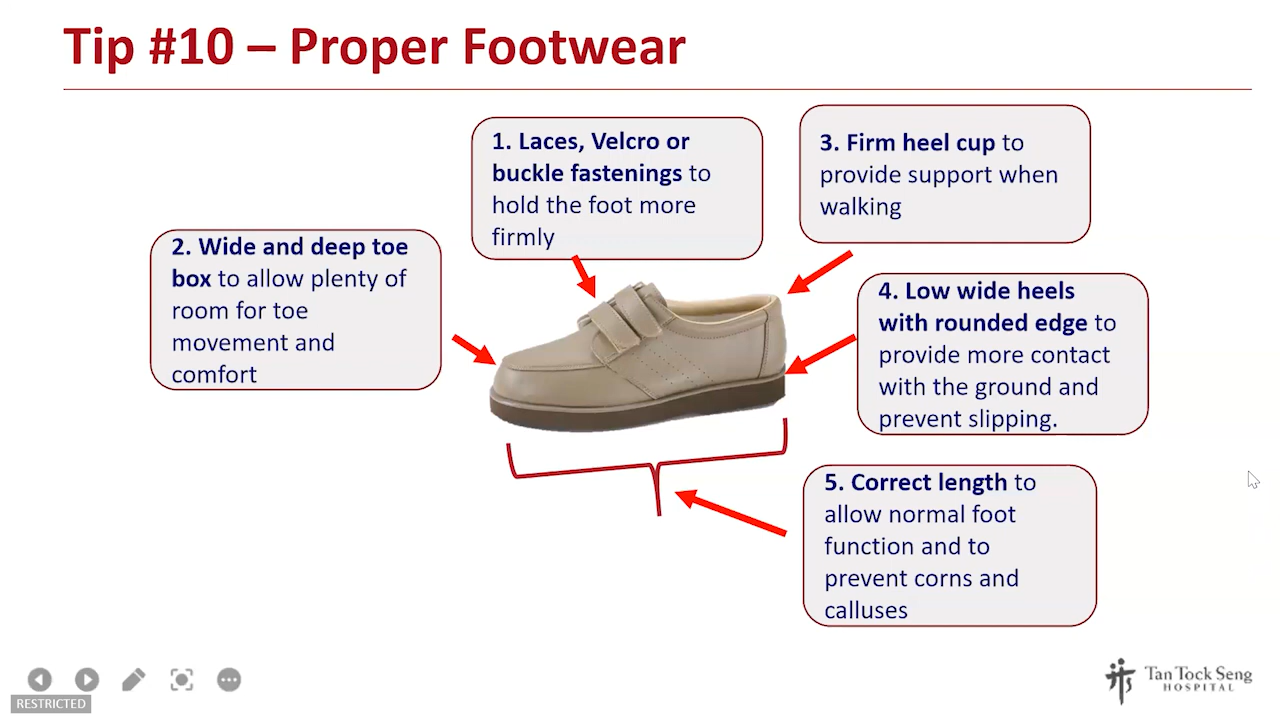 Tip #10 – Proper Footwear
1. Laces, Velcro or
buckle fastenings to
hold the foot more
firmly
2. Wide and deep toe
box to allow plenty of
room for toe
movement and
comfort
3. Firm heel cup to
provide support when
walking
4. Low wide heels
with rounded edge to
provide more contact
with the ground and
prevent slipping.
5. Correct length to
allow normal foot
function and to
prevent corns and
calluses
RESTRICTED
Tan Tock Seng
HOSPITAL